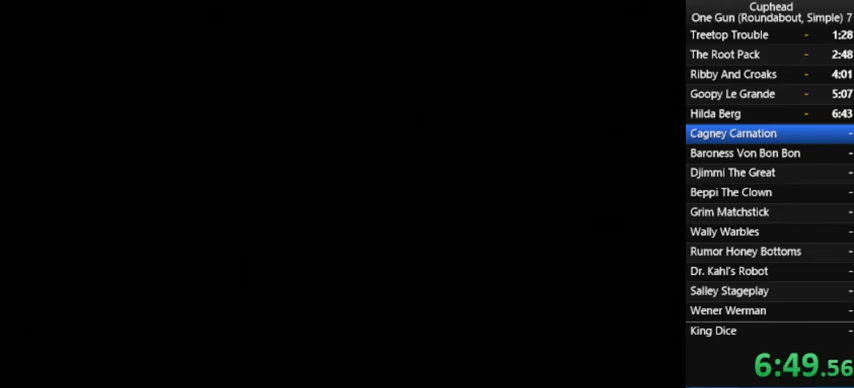 Cuphead
One Gun (Roundabout, Simple) 7
Treetop Trouble - 1:28
The Root Pack - 2:48
Ribby And Croaks - 4:01
Goopy Le Grande - 5:07
Hilda Berg - 6:43
Cagney Carnation -
Baroness Von Bon Bon -
Djimmi The Great -
Beppi The Clown -
Grim Matchstick -
Wally Warbles -
Rumor Honey Bottoms -
Dr. Kahl's Robot -
Salley Stageplay -
Wener Werman -
King Dice -
6:49.56